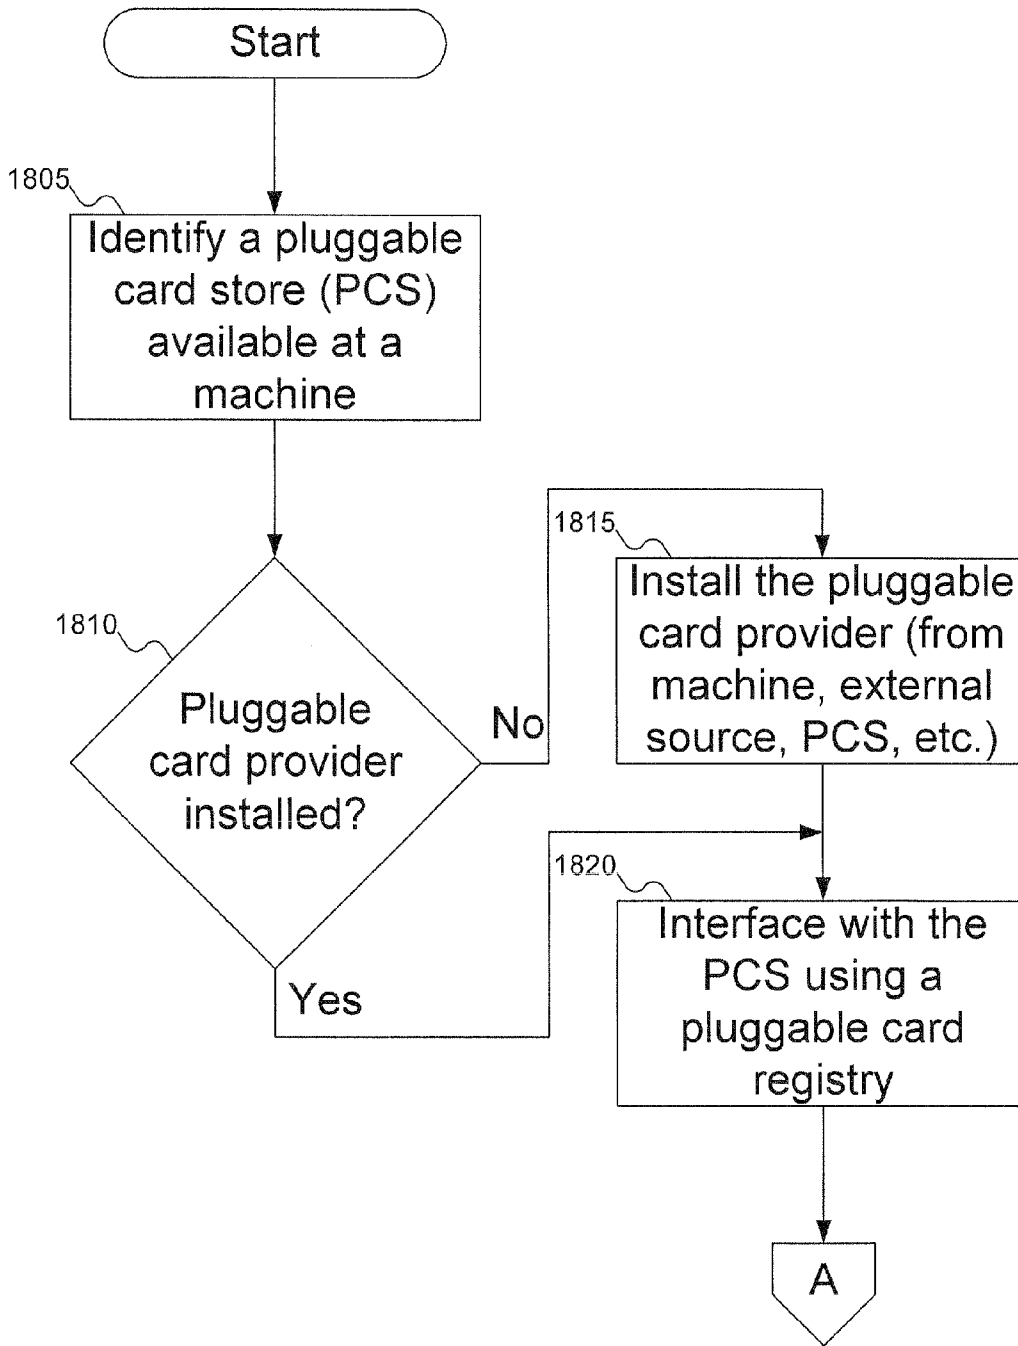 Start
1805
Identify a pluggable
card store (PCS)
available at a
machine
1810
Pluggable
card provider
installed?
No
Yes
1815
Install the pluggable
card provider (from
machine, external
source, PCS, etc.)
1820
Interface with the
PCS using a
pluggable card
registry
A